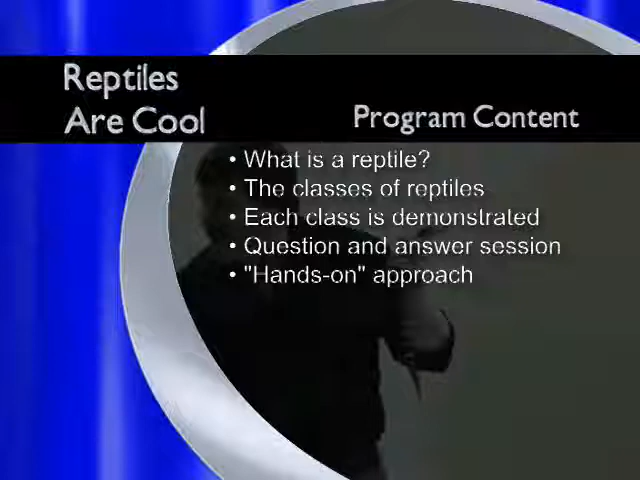 Reptiles
Are Cool
Program Content
• What is a reptile?
• The classes of reptiles
• Each class is demonstrated
• Question and answer session
• "Hands-on" approach